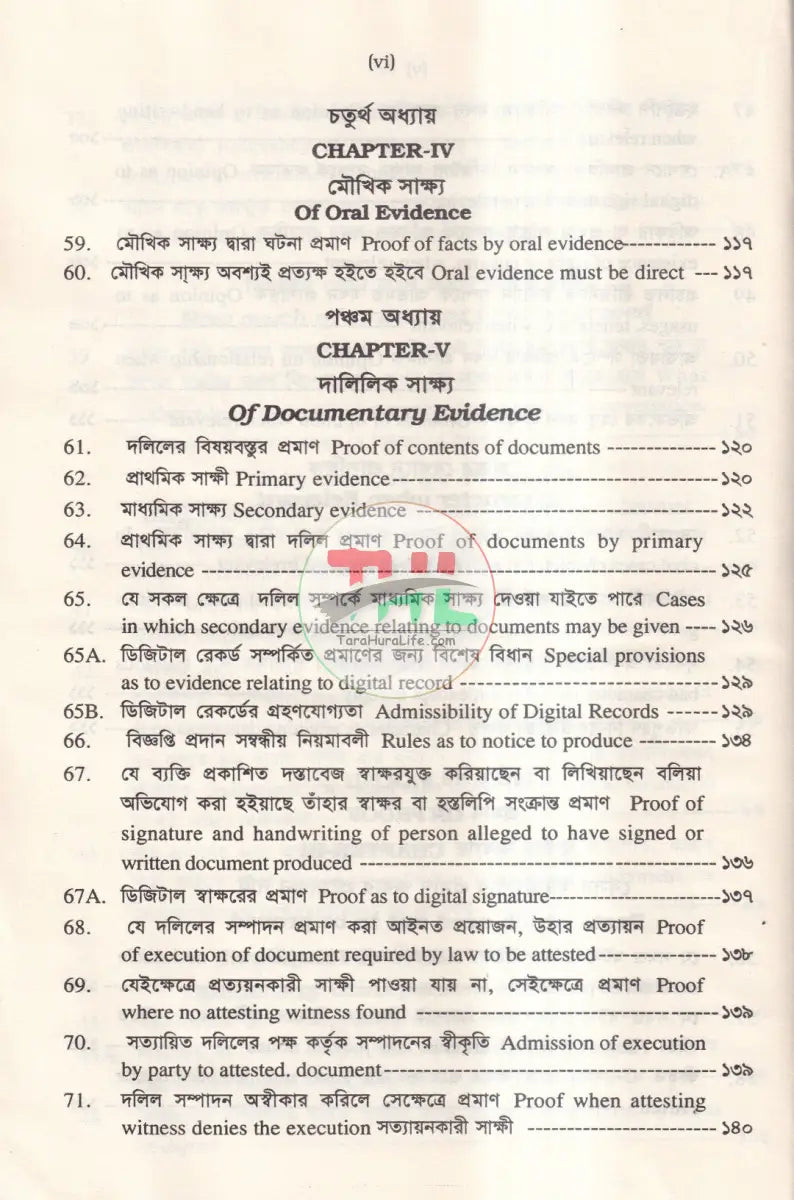 (vi)
চতুর্থ অধ্যায়
CHAPTER-IV
মৌখিক সাক্ষ্য
Of Oral Evidence
59. মৌখিক সাক্ষ্য দ্বারা ঘটনা প্রমাণ Proof of facts by oral evidence------------ ১১৭
60. মৌখিক সাক্ষ্য অবশ্যই প্রত্যক্ষ হইতে হইবে Oral evidence must be direct --- ১১৭
পঞ্চম অধ্যায়
CHAPTER-V
দালিলিক সাক্ষ্য
Of Documentary Evidence
61. দলিলের বিষয়বস্তুর প্রমাণ Proof of contents of documents -------------- ১২০
62. প্রাথমিক সাক্ষী Primary evidence----------------------------------------- ১২০
63. মাধ্যমিক সাক্ষ্য Secondary evidence --------------------------------------১২২
64. প্রাথমিক সাক্ষ্য দ্বারা দলিল প্রমাণ Proof of documents by primary
evidence ----------------------------------------------------------------- ১২৫
65. যে সকল ক্ষেত্রে দলিল সম্পর্কে মাধ্যমিক সাক্ষ্য দেওয়া যাইতে পারে Cases
in which secondary evidence relating to documents may be given ---- ১২৬
TaraHuraLife.com
65A. ডিজিটাল রেকর্ড সম্পর্কিত প্রমাণের জন্য বিশেষ বিধান Special provisions
as to evidence relating to digital record ---------------------------------১২৯
65B. ডিজিটাল রেকর্ডের গ্রহণযোগ্যতা Admissibility of Digital Records ------১২৯
66. বিজ্ঞপ্তি প্রদান সম্বন্ধীয় নিয়মাবলী Rules as to notice to produce ---------- ১৩৪
67. যে ব্যক্তি প্রকাশিত দস্তাবেজ স্বাক্ষরযুক্ত করিয়াছেন বা লিখিয়াছেন বলিয়া
অভিযোগ করা হইয়াছে তাঁহার স্বাক্ষর বা হস্তলিপি সংক্রান্ত প্রমাণ Proof of
signature and handwriting of person alleged to have signed or
written document produced --------------------------------------------- ১৩৬
67A. ডিজিটাল স্বাক্ষরের প্রমাণ Proof as to digital signature----------------------১৩৭
68. যে দলিলের সম্পাদন প্রমাণ করা আইনত প্রয়োজন, উহার প্রত্যায়ন Proof
of execution of document required by law to be attested--------------- ১৩৮
69. যেইক্ষেত্রে প্রত্যয়নকারী সাক্ষী পাওয়া যায় না, সেইক্ষেত্রে প্রমাণ Proof
where no attesting witness found --------------------------------------১৩৯
70. সত্যায়িত দলিলের পক্ষ কর্তৃক সম্পাদনের স্বীকৃতি Admission of execution
by party to attested. document------------------------------------------ ১৩৯
71. দলিল সম্পাদন অস্বীকার করিলে সেক্ষেত্রে প্রমাণ Proof when attesting
witness denies the execution সত্যায়নকারী সাক্ষী ------------------------ ১৪০